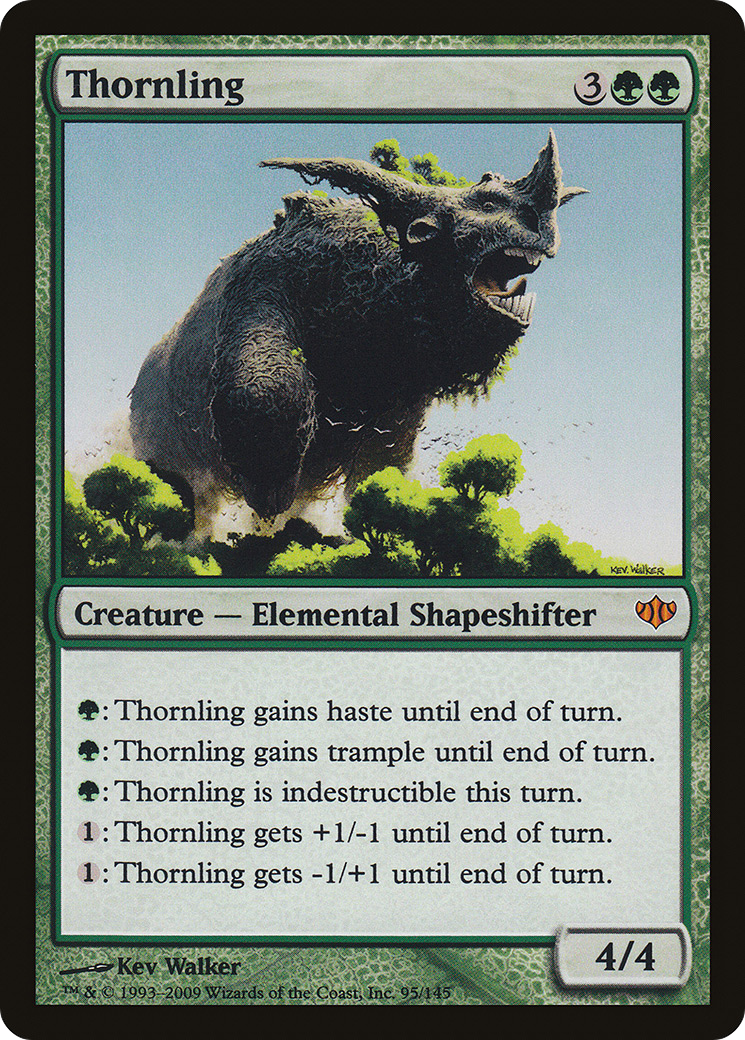 Thornling 3
KEV. WALKER
Creature — Elemental Shapeshifter
: Thornling gains haste until end of turn.
: Thornling gains trample until end of turn.
: Thornling is indestructible this turn.
1: Thornling gets +1/-1 until end of turn.
1: Thornling gets -1/+1 until end of turn.
4/4
Kev Walker
™ & © 1993–2009 Wizards of the Coast, Inc. 95/145